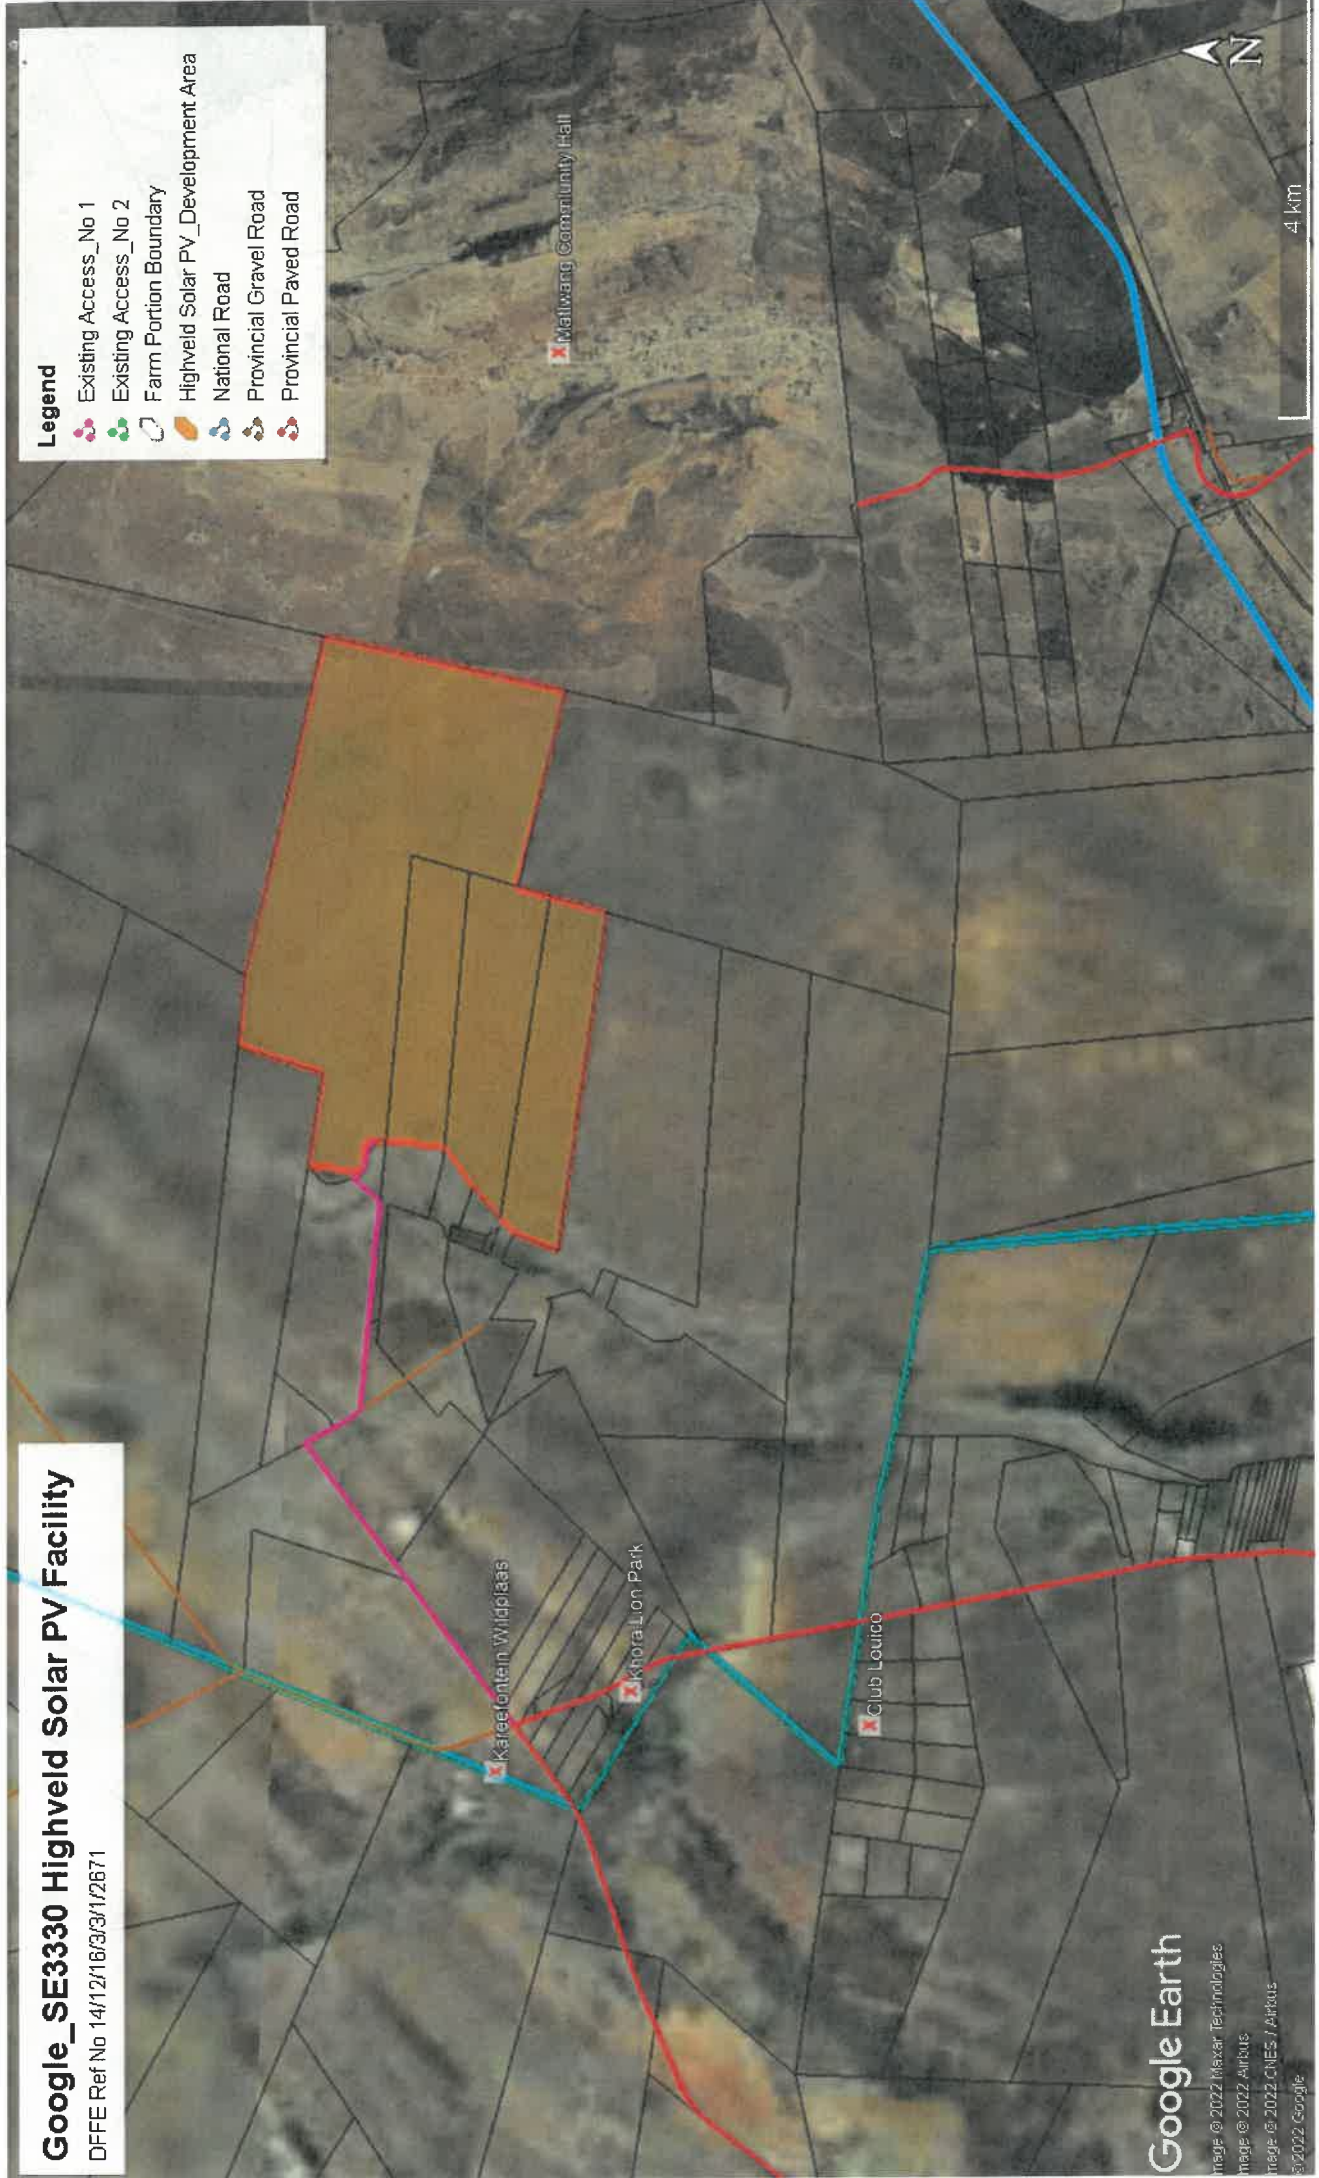 Google_SE3330 Highveld Solar PV Facility
DFFE Ref No 14/12/16/3/3/1/2671
Legend
Existing Access_No 1
Existing Access_No 2
Farm Portion Boundary
Highveld Solar PV_Development Area
National Road
Provincial Gravel Road
Provincial Paved Road
Kareefontein Wildplaas
Khora Lion Park
Club Louico
Matlwang Community Hall
Google Earth
mage © 2022 Maxar Technologies
mage © 2022 Airbus
mage © 2022 CNES / Airbus
© 2022 Google
4 km
N